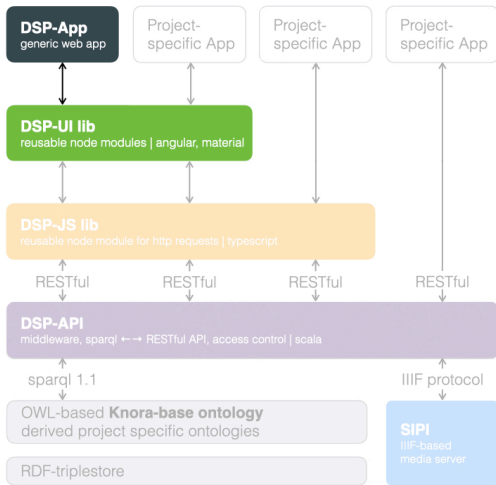 DSP-App
generic web app
Project-
specific App
Project-
specific App
Project-
specific App
DSP-UI lib
reusable node modules | angular, material
DSP-JS lib
reusable node module for http requests | typescript
RESTful
RESTful
RESTful
RESTful
DSP-API
middleware, sparql ←→ RESTful API, access control | scala
sparql 1.1
IIIF protocol
OWL-based Knora-base ontology
derived project specific ontologies
SIPI
IIIF-based
media server
RDF-triplestore